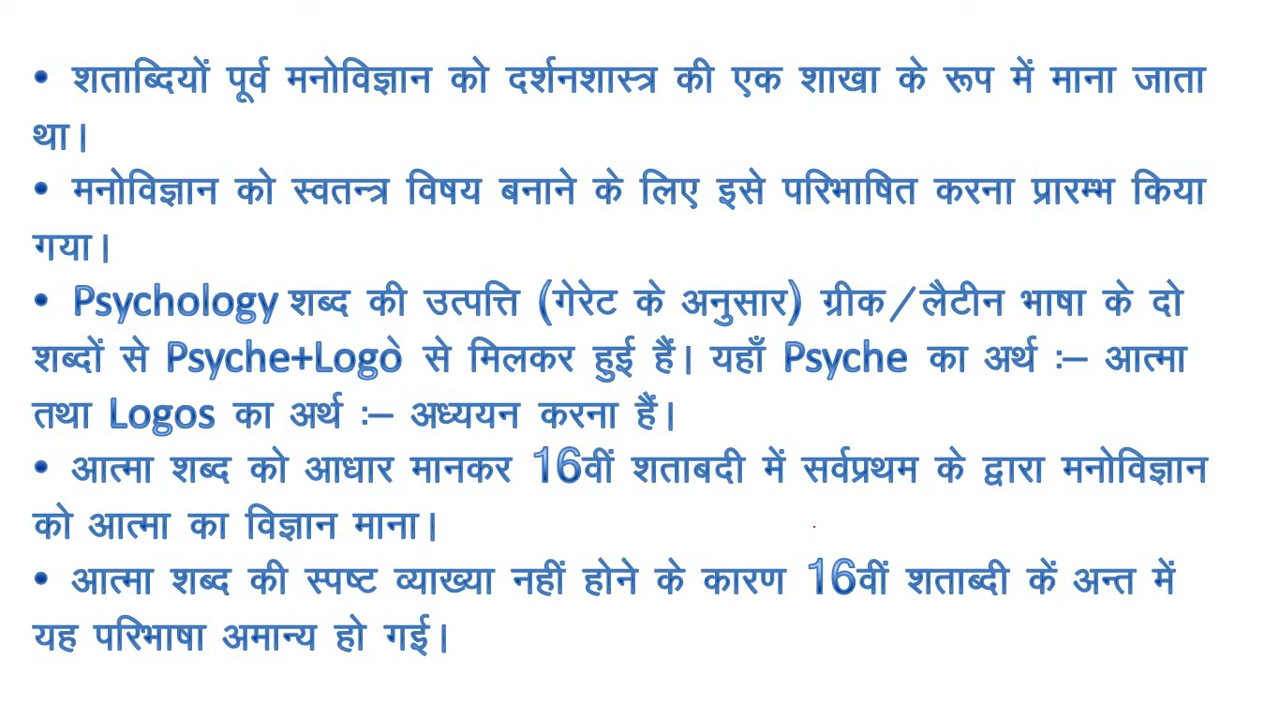 • शताब्दियों पूर्व मनोविज्ञान को दर्शनशास्त्र की एक शाखा के रूप में माना जाता
था।
• मनोविज्ञान को स्वतन्त्र विषय बनाने के लिए इसे परिभाषित करना प्रारम्भ किया
गया।
• Psychology शब्द की उत्पत्ति (गेरेट के अनुसार) ग्रीक/लैटीन भाषा के दो
शब्दों से Psyche+Logò से मिलकर हुई हैं। यहाँ Psyche का अर्थ :– आत्मा
तथा Logos का अर्थ :– अध्ययन करना हैं।
• आत्मा शब्द को आधार मानकर 16वीं शताबदी में सर्वप्रथम के द्वारा मनोविज्ञान
को आत्मा का विज्ञान माना।
• आत्मा शब्द की स्पष्ट व्याख्या नहीं होने के कारण 16वीं शताब्दी कें अन्त में
यह परिभाषा अमान्य हो गई।